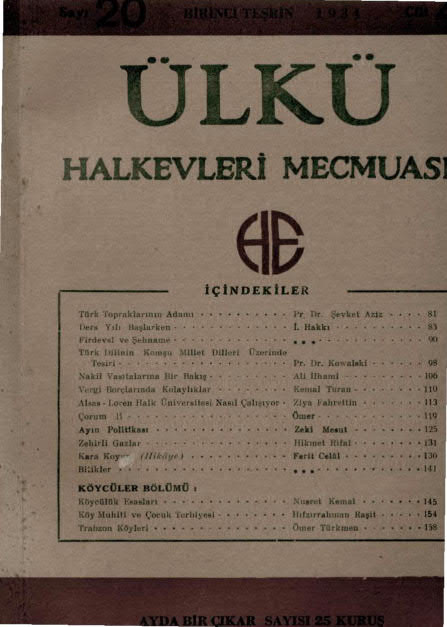 Sayı 20 BİRİNCİ TEŞRİN 1934 Cilt
ÜLKÜ
HALKEVLERİ MECMUASI
HE
İÇİNDEKİLER
Türk Topraklarının Adamı Pr. Dr. Şevket Aziz 81
Ders Yılı Başlarken İ. Hakkı 83
Firdevsî ve Şehname * * * 90
Türk Dilinin Komşu Millet Dilleri Üzerinde
Tesiri Pr. Dr. Kowalski 98
Nakil Vasıtalarına Bir Bakış Ali İlhami 106
Vergi Borçlarında Kolaylıklar Kemal Turan 110
Alsas-Loren Halk Üniversitesi Nasıl Çalışıyor Ziya Fahrettin 113
Çorum II Ömer 119
Ayın Politikası Zeki Mesut 125
Zehirli Gazlar Hikmet Rifat 131
Kara Koyun (Hikâye) Ferit Celâl 136
Bitikler * * * 141
KÖYCÜLER BÖLÜMÜ :
Köycülük Esasları Nusret Kemal 145
Köy Muhiti ve Çocuk Terbiyesi Hıfzırrahman Raşit 154
Trabzon Köyleri Ömer Türkmen 158
AYDA BİR ÇIKAR SAYISI 25 KURUŞ